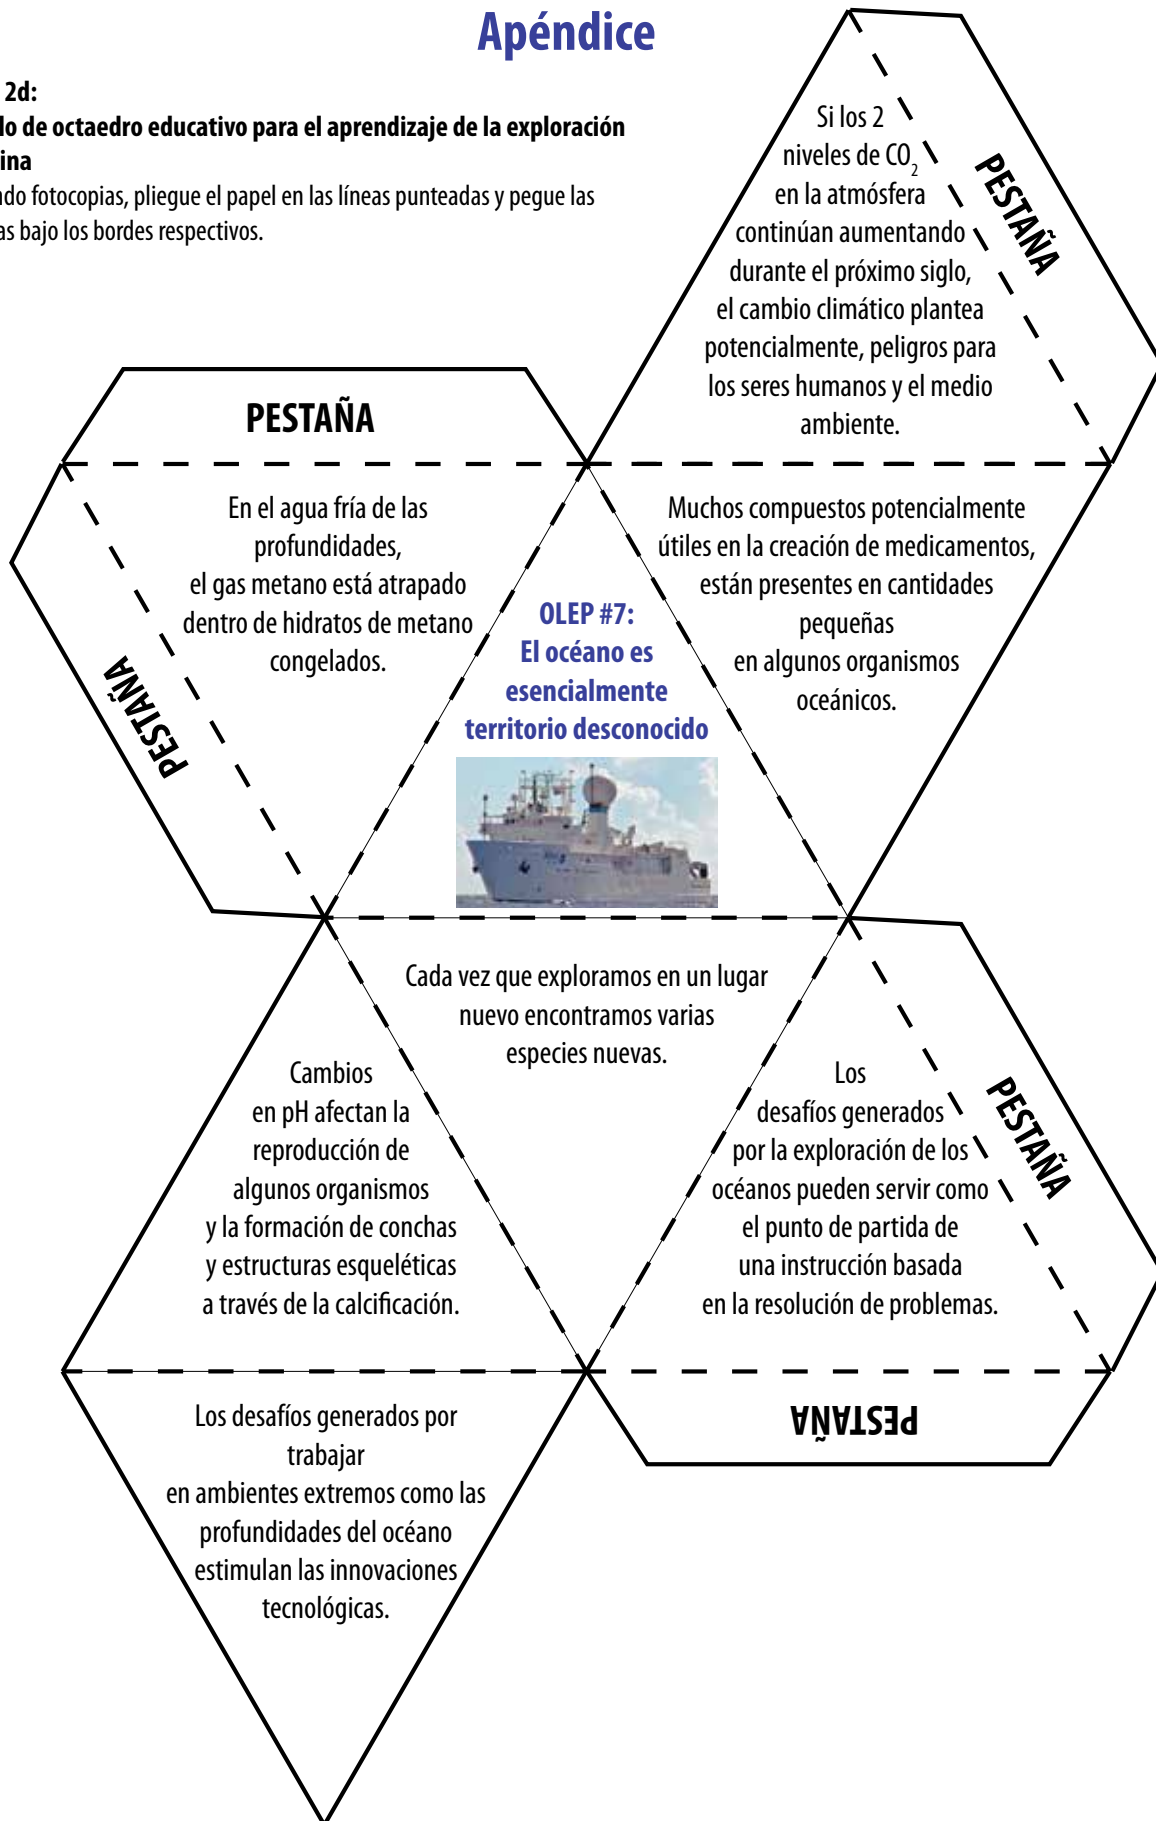 Apéndice
2d:
lo de octaedro educativo para el aprendizaje de la exploración
ina
ndo fotocopias, pliegue el papel en las líneas punteadas y pegue las
as bajo los bordes respectivos.
Si los 2
niveles de CO2
en la atmósfera
continúan aumentando
durante el próximo siglo,
el cambio climático plantea
potencialmente, peligros para
los seres humanos y el medio
ambiente.
PESTAÑA
PESTAÑA
En el agua fría de las
profundidades,
el gas metano está atrapado
dentro de hidratos de metano
congelados.
PESTAÑA
OLEP #7:
El océano es
esencialmente
territorio desconocido
Muchos compuestos potencialmente
útiles en la creación de medicamentos,
están presentes en cantidades
pequeñas
en algunos organismos
oceánicos.
Cada vez que exploramos en un lugar
nuevo encontramos varias
especies nuevas.
Cambios
en pH afectan la
reproducción de
algunos organismos
y la formación de conchas
y estructuras esqueléticas
a través de la calcificación.
Los
desafíos generados
por la exploración de los
océanos pueden servir como
el punto de partida de
una instrucción basada
en la resolución de problemas.
PESTAÑA
PESTAÑA
Los desafíos generados por
trabajar
en ambientes extremos como las
profundidades del océano
estimulan las innovaciones
tecnológicas.